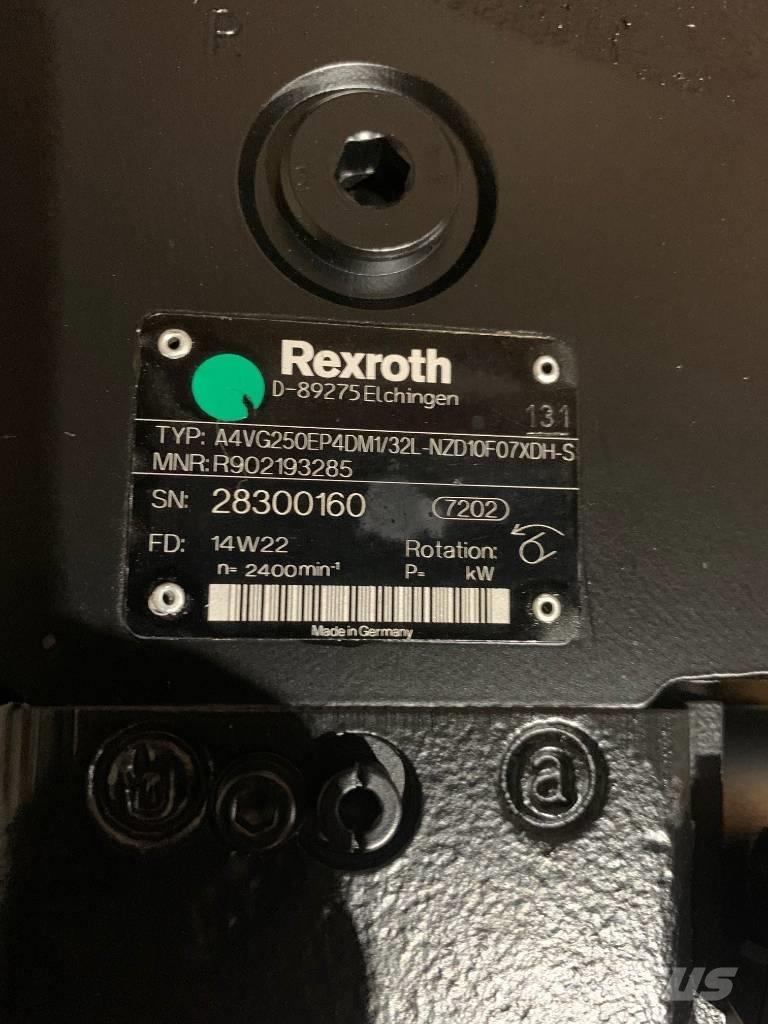 P
Rexroth
D-89275 Elchingen
131
TYP: A4VG250EP4DM1/32L-NZD10F07XDH-S
MNR: R902193285
SN: 28300160 7202
FD: 14W22 Rotation:
n= 2400min⁻¹ P= kW
Made in Germany
b a